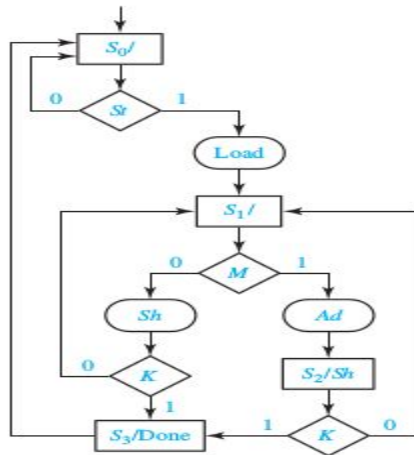 S0/
0 St 1
Load
S1/
0 M 1
Sh Ad
0 K S2/Sh
1
S3/Done 1 K 0